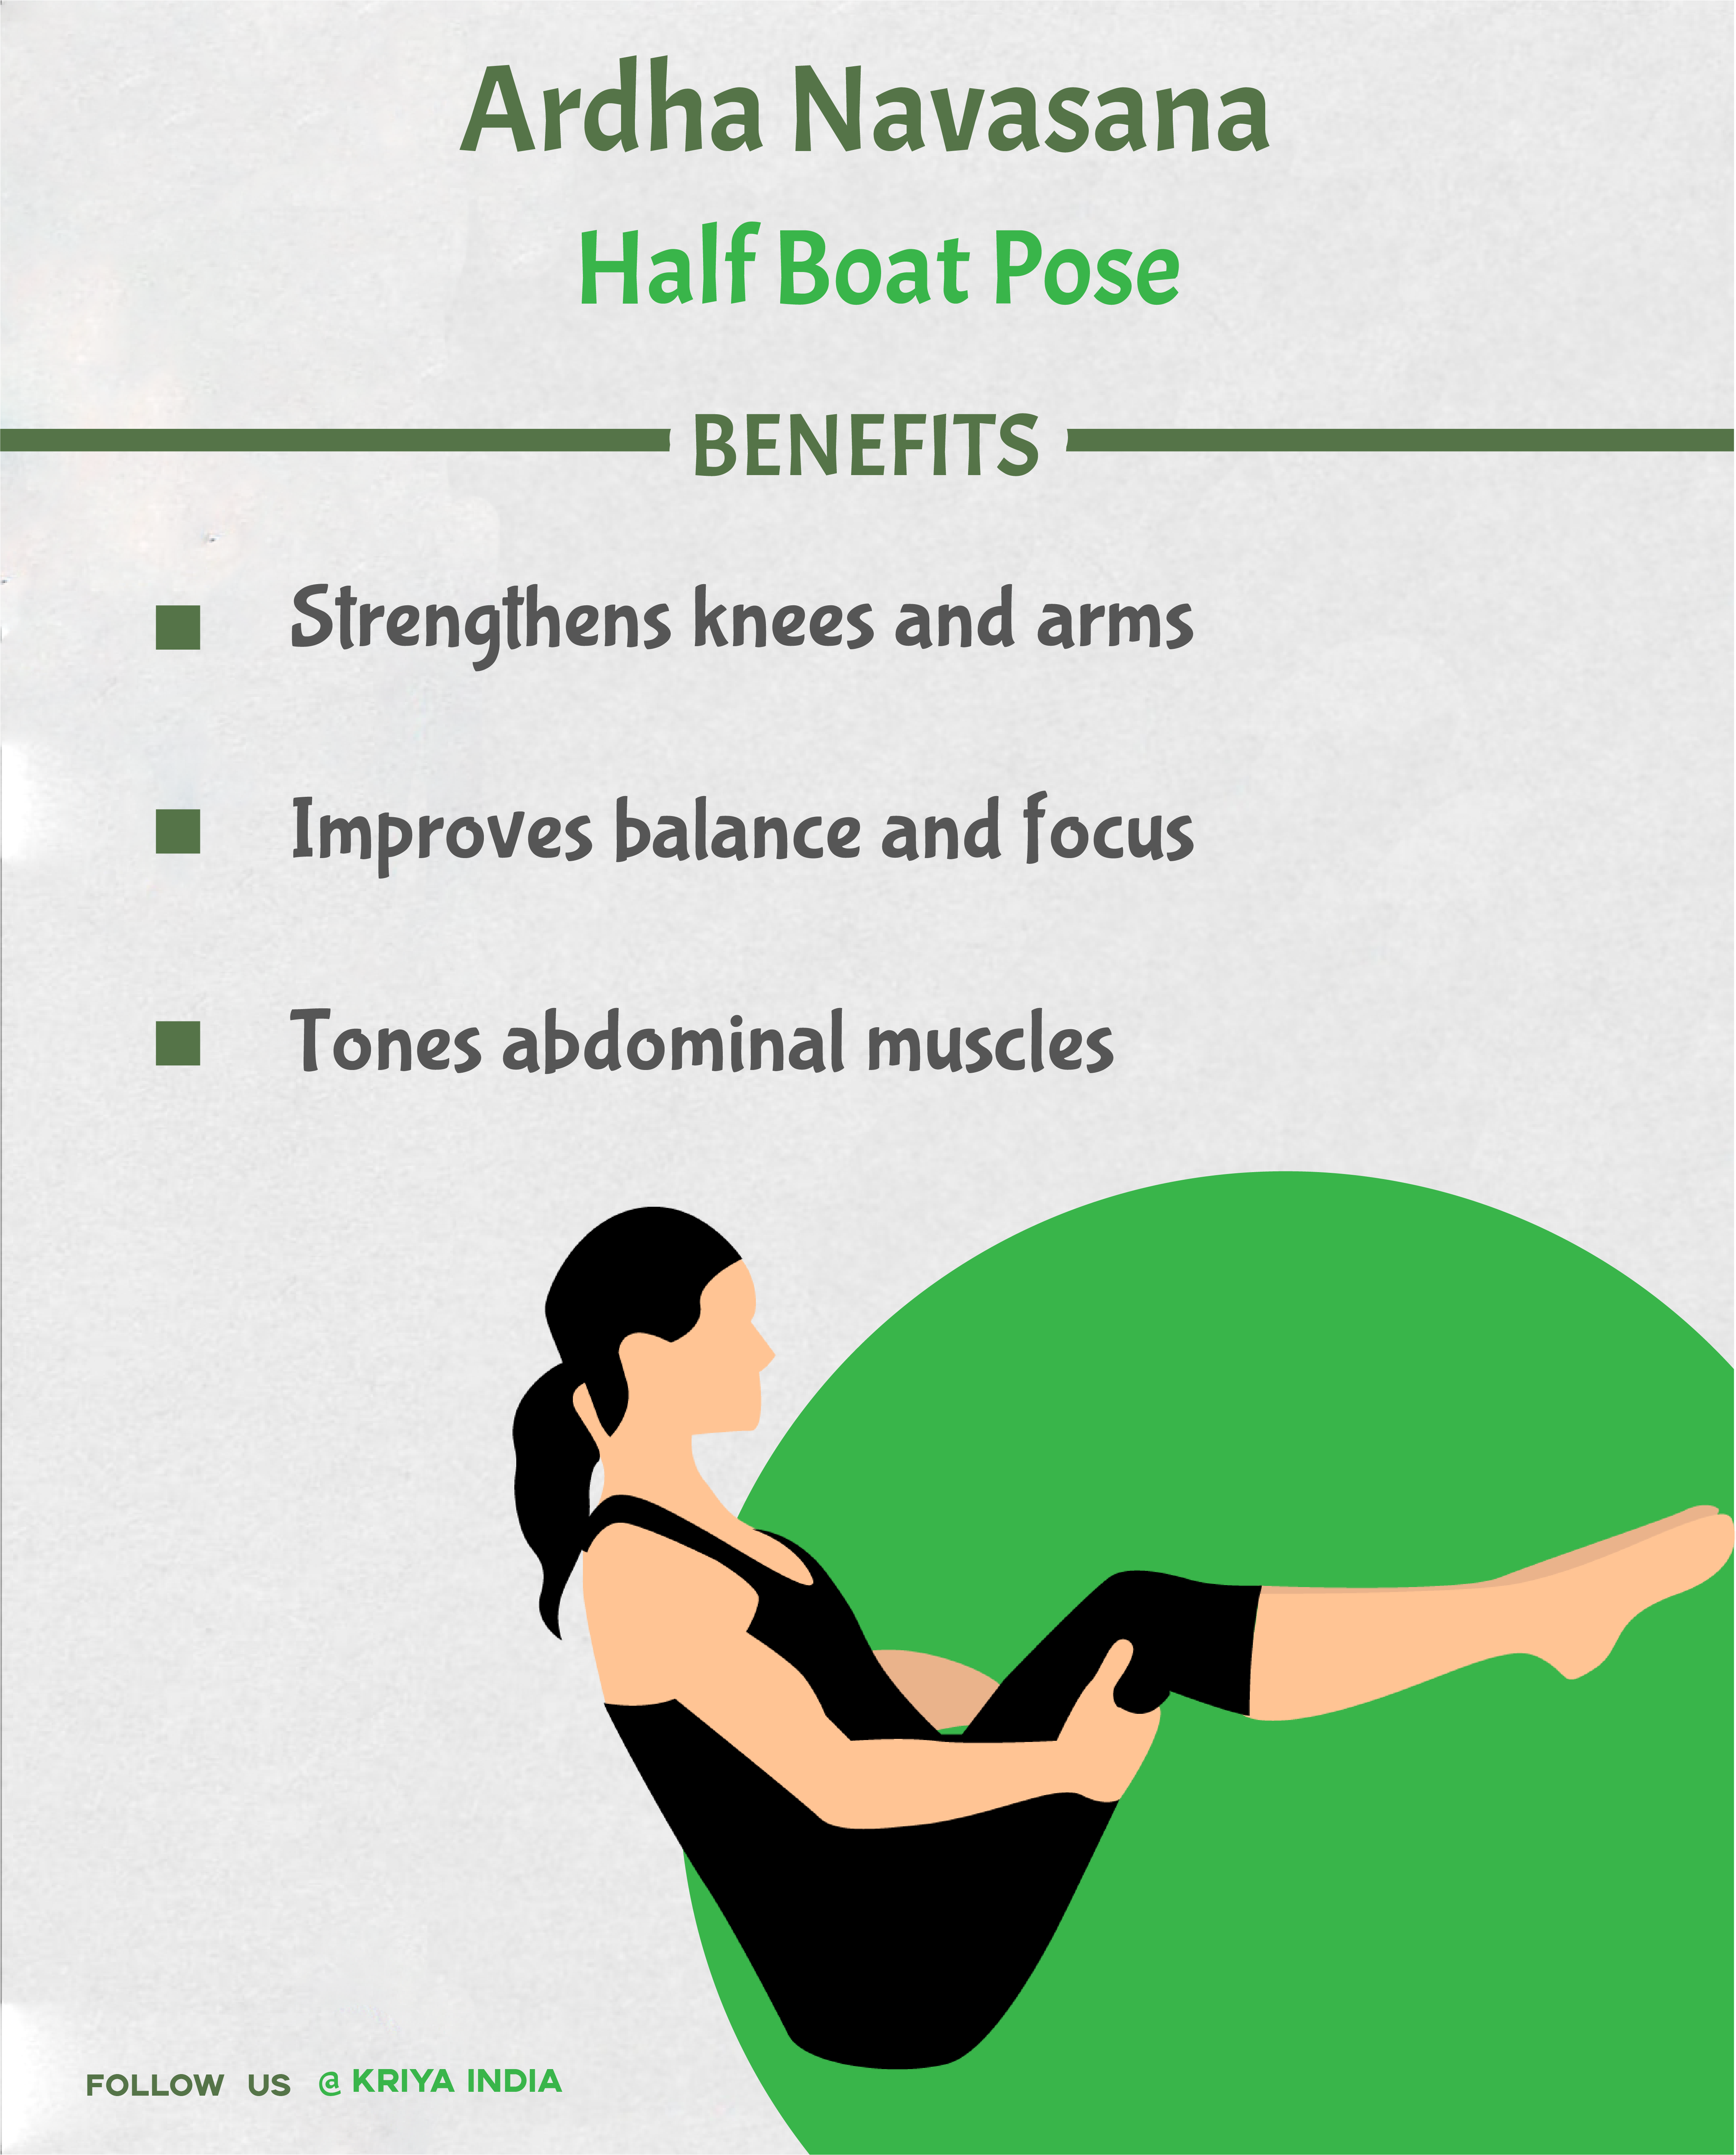 Ardha Navasana
Half Boat Pose
BENEFITS
Strengthens knees and arms
Improves balance and focus
Tones abdominal muscles
FOLLOW US @ KRIYA INDIA